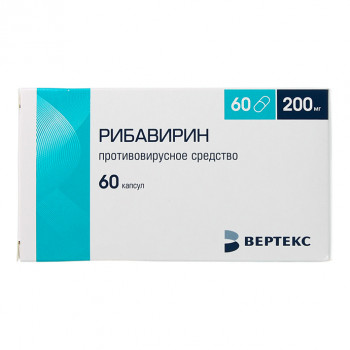 60 200 мг
РИБАВИРИН
противовирусное средство
60 капсул
ВЕРТЕКС